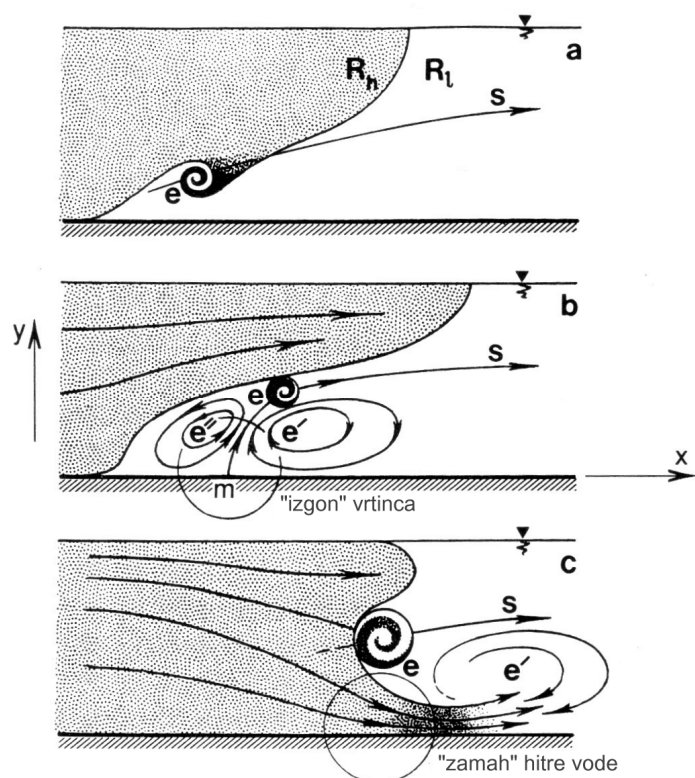 a
Rh Rl
s
e
b
y
s
e
e" e'
x
m
"izgon" vrtinca
c
s
e
e'
"zamah" hitre vode